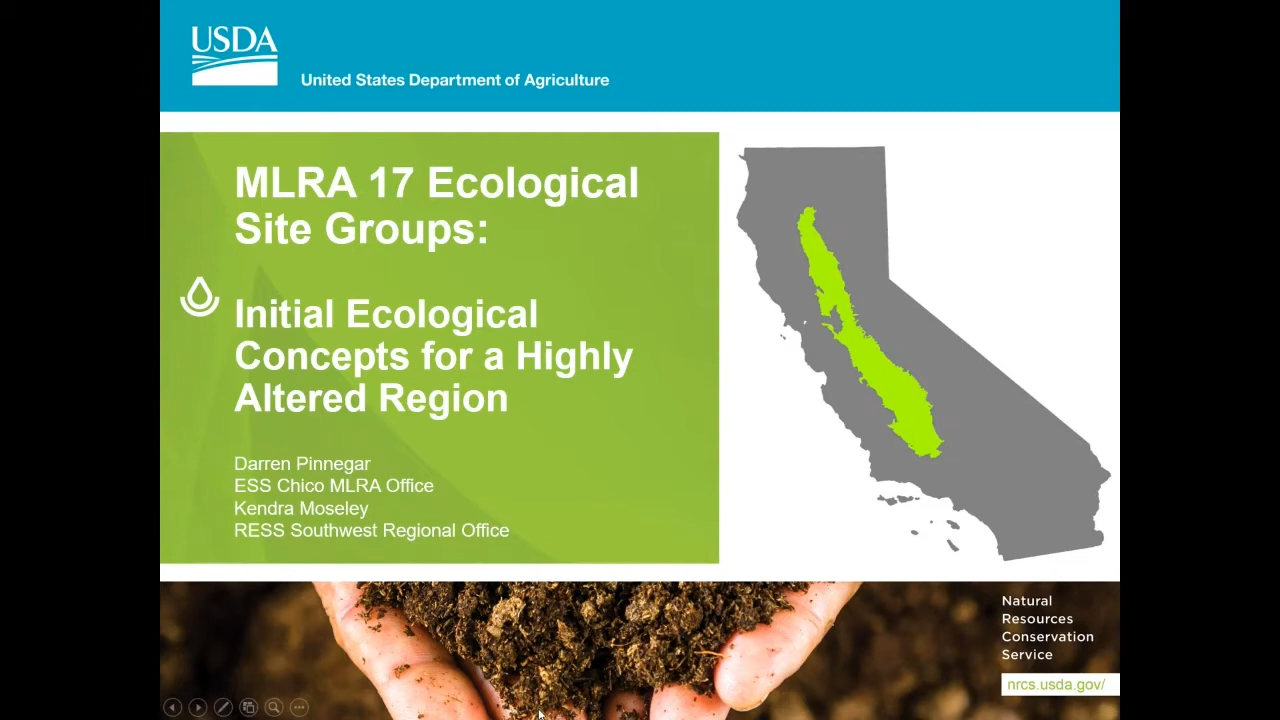 USDA
United States Department of Agriculture
MLRA 17 Ecological
Site Groups:
Initial Ecological
Concepts for a Highly
Altered Region
Darren Pinnegar
ESS Chico MLRA Office
Kendra Moseley
RESS Southwest Regional Office
Natural
Resources
Conservation
Service
nrcs.usda.gov/